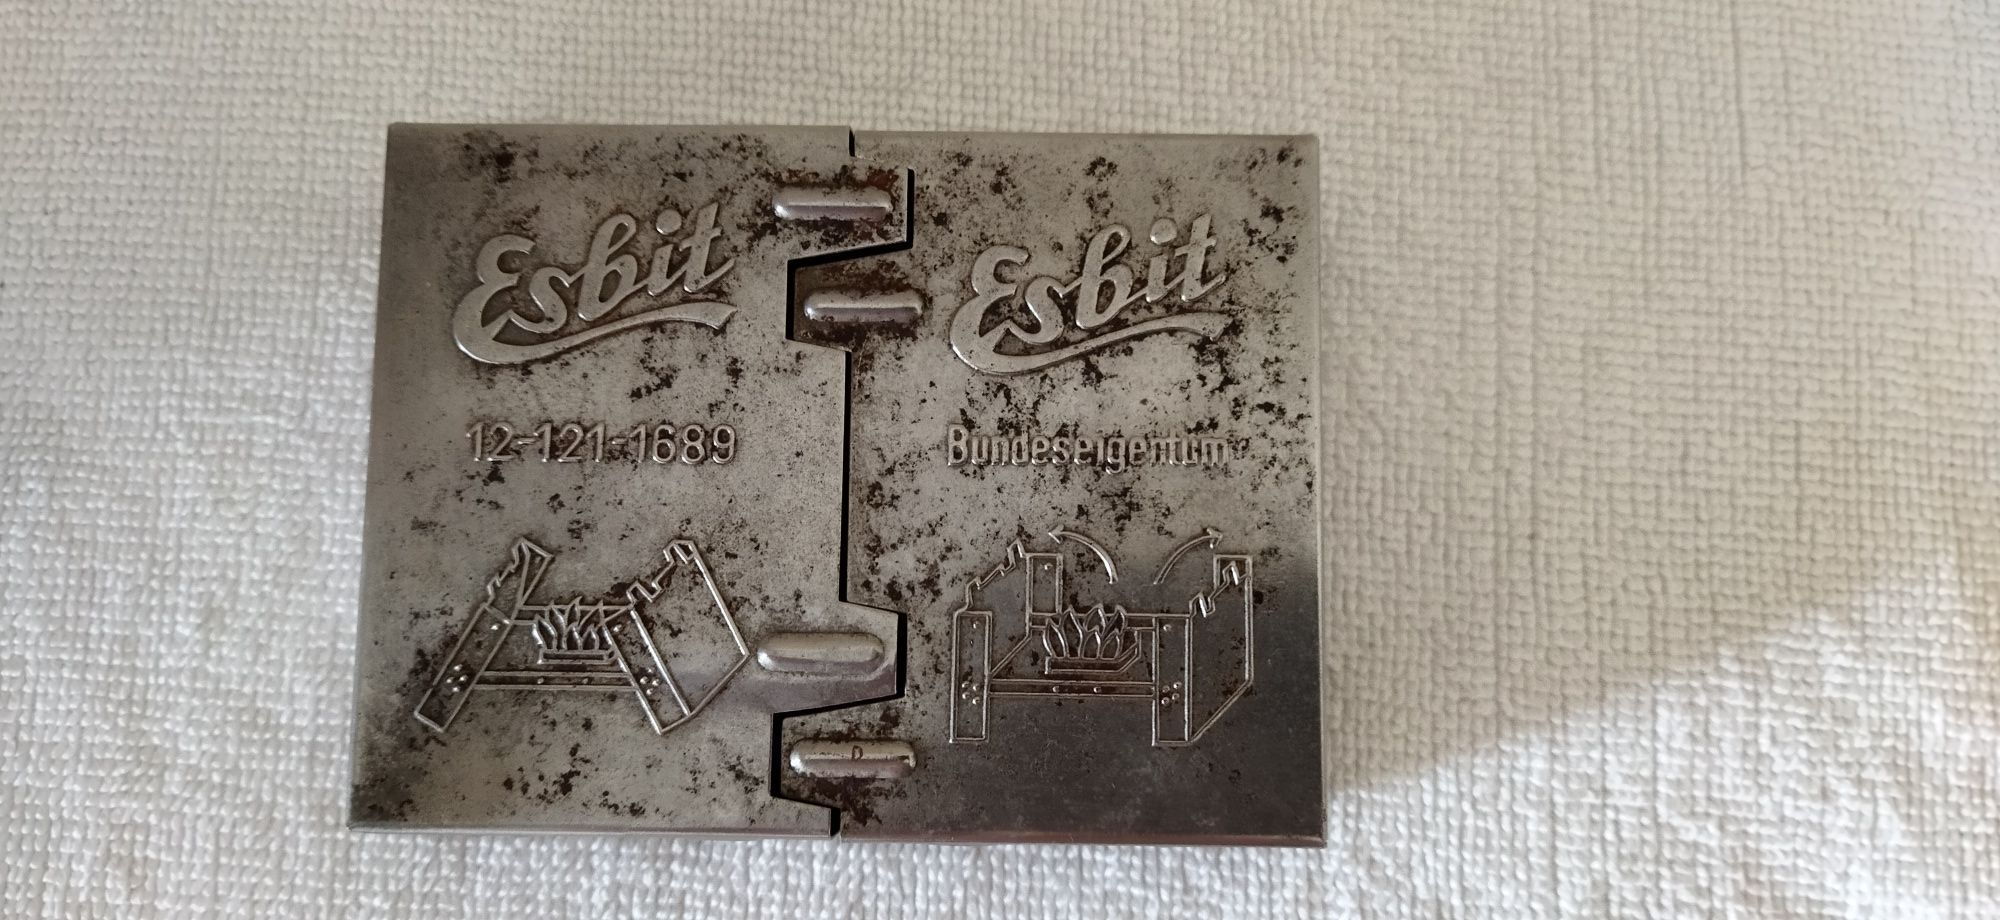 Esbit
12-121-1689
Esbit
Bundeseigentum
D